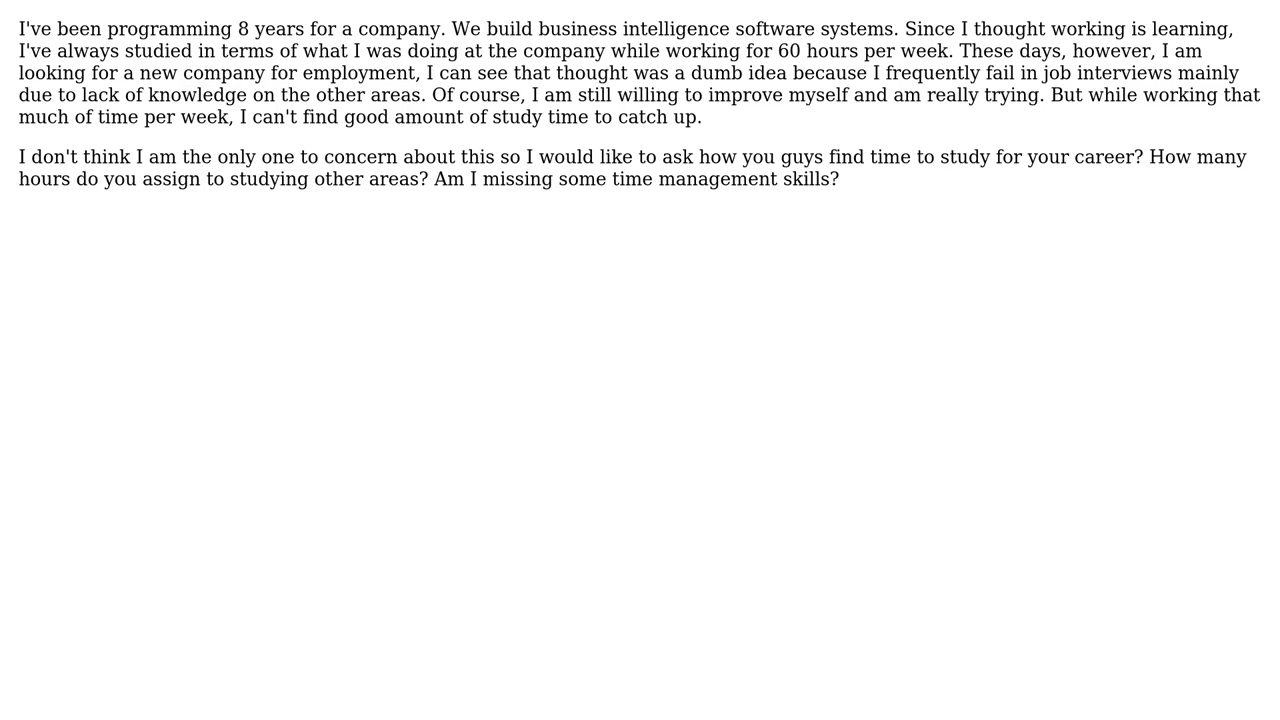 I've been programming 8 years for a company. We build business intelligence software systems. Since I thought working is learning,
I've always studied in terms of what I was doing at the company while working for 60 hours per week. These days, however, I am
looking for a new company for employment, I can see that thought was a dumb idea because I frequently fail in job interviews mainly
due to lack of knowledge on the other areas. Of course, I am still willing to improve myself and am really trying. But while working that
much of time per week, I can't find good amount of study time to catch up.
I don't think I am the only one to concern about this so I would like to ask how you guys find time to study for your career? How many
hours do you assign to studying other areas? Am I missing some time management skills?